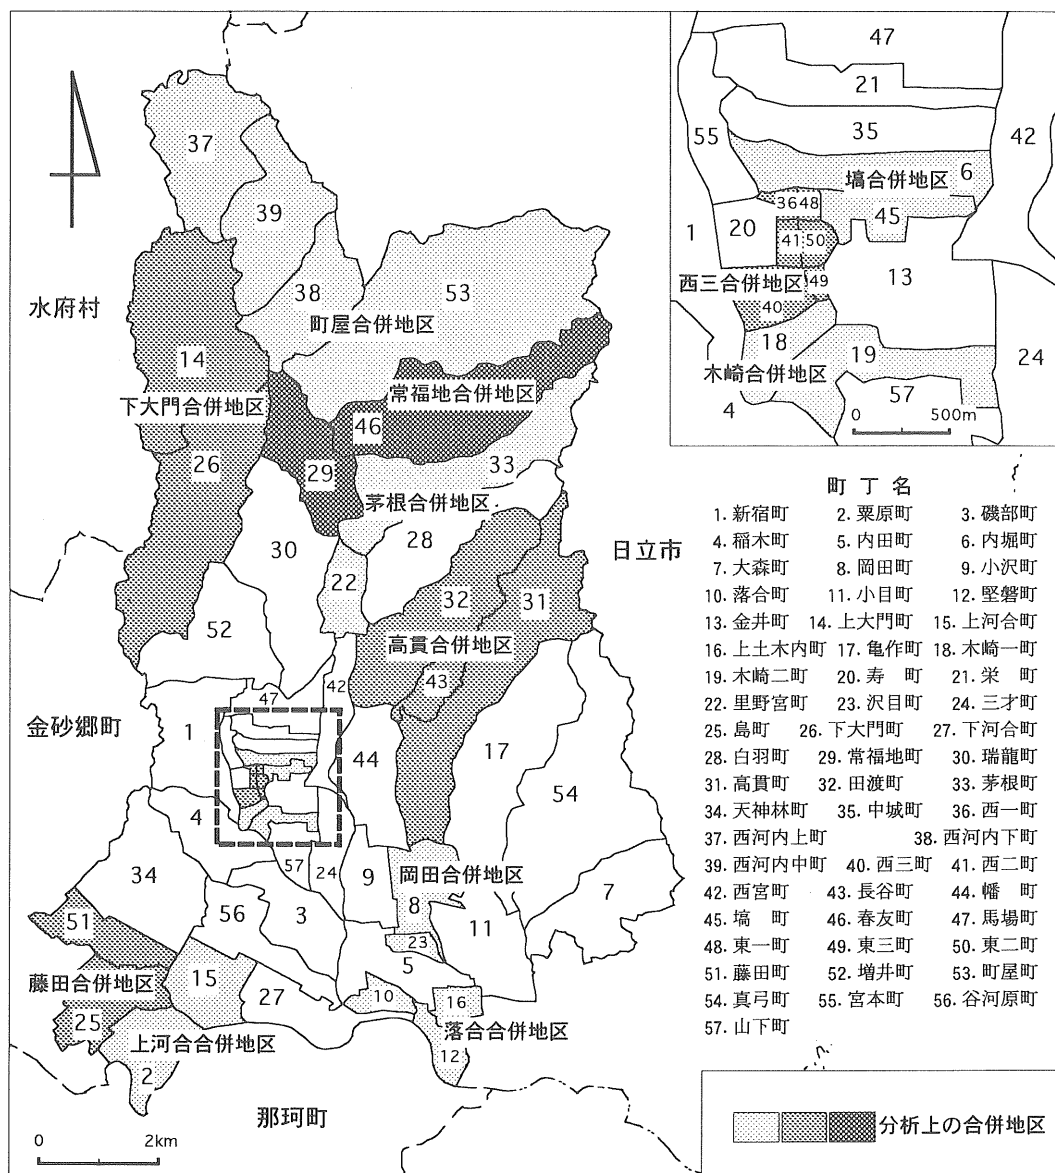 37
39
38
53
水府村
町屋合併地区
14
常福地合併地区
下大門合併地区
46
26
29
33
茅根合併地区
30
28
日立市
22
32
31
52
高貫合併地区
43
42
47
金砂郷町
1
44
17
54
4
57
24
9
岡田合併地区
34
8
7
56
3
11
23
51
5
藤田合併地区
15
10
16
27
25
落合合併地区
上河合合併地区
12
2
那珂町
0
2km
47
21
55
35
42
6
塙合併地区
36
48
45
1
20
41
50
13
49
西三合併地区
40
18
19
24
木崎合併地区
57
4
0
500m
町丁名
1. 新宿町 2. 粟原町 3. 磯部町
4. 稲木町 5. 内田町 6. 内堀町
7. 大森町 8. 岡田町 9. 小沢町
10. 落合町 11. 小目町 12. 堅磐町
13. 金井町 14. 上大門町 15. 上河合町
16. 上土木内町 17. 亀作町 18. 木崎一町
19. 木崎二町 20. 寿 町 21. 栄 町
22. 里野宮町 23. 沢目町 24. 三才町
25. 島町 26. 下大門町 27. 下河合町
28. 白羽町 29. 常福地町 30. 瑞龍町
31. 高貫町 32. 田渡町 33. 茅根町
34. 天神林町 35. 中城町 36. 西一町
37. 西河内上町 38. 西河内下町
39. 西河内中町 40. 西三町 41. 西二町
42. 西宮町 43. 長谷町 44. 幡 町
45. 塙 町 46. 春友町 47. 馬場町
48. 東一町 49. 東三町 50. 東二町
51. 藤田町 52. 増井町 53. 町屋町
54. 真弓町 55. 宮本町 56. 谷河原町
57. 山下町
分析上の合併地区